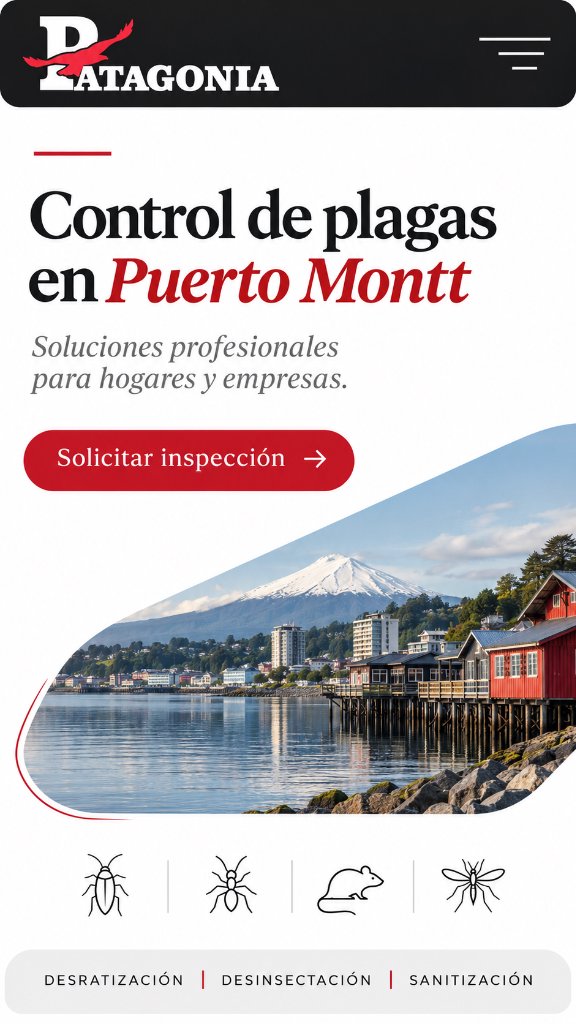 PATAGONIA
Control de plagas
en Puerto Montt
Soluciones profesionales
para hogares y empresas.
Solicitar inspección →
DESRATIZACIÓN | DESINSECTACIÓN | SANITIZACIÓN